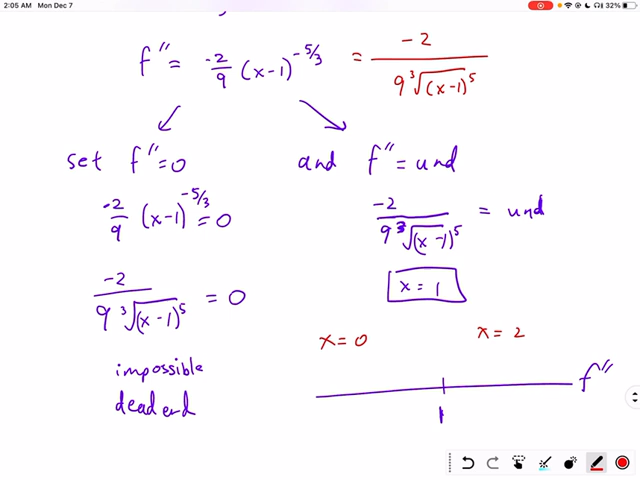 2:05 AM Mon Dec 7
32%
f'' = -2/9 (x-1)^-5/3 = -2 / 9 ∛(x-1)^5
set f''=0
and f''= und
-2/9 (x-1)^-5/3 = 0
-2 / 9 ∛(x-1)^5 = und
x = 1
-2 / 9 ∛(x-1)^5 = 0
x=0
x=2
impossible
dead end
f''
1